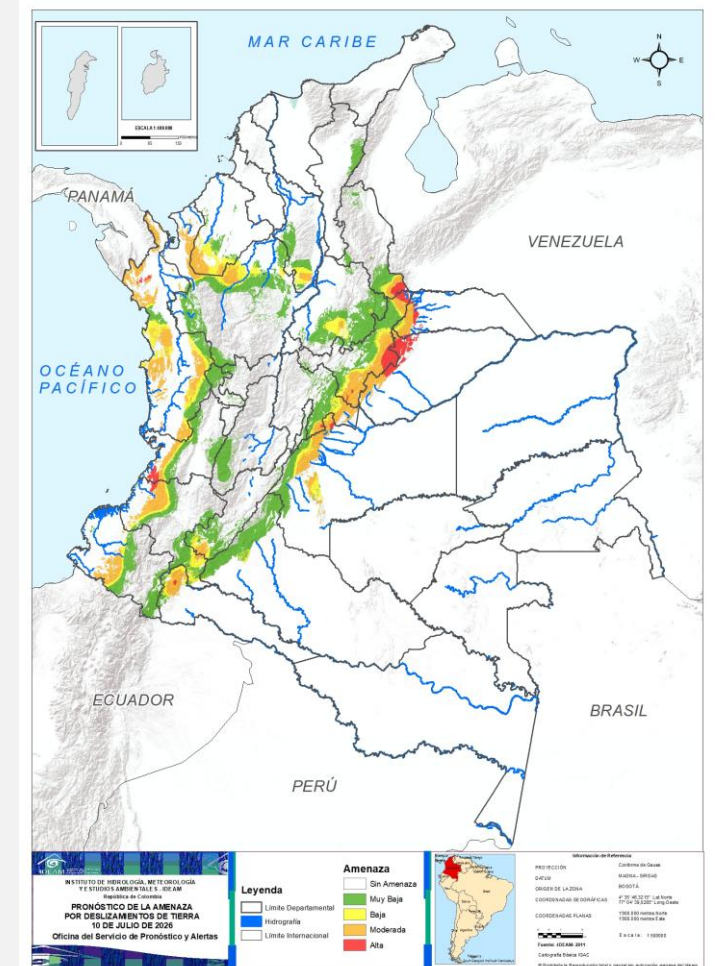 MAR CARIBE
N
W
E
S
PANAMÁ
VENEZUELA
OCÉANO
PACÍFICO
ECUADOR
BRASIL
PERÚ
IDEAM
INSTITUTO DE HIDROLOGÍA, METEOROLOGÍA
Y ESTUDIOS AMBIENTALES - IDEAM
República de Colombia
PRONÓSTICO DE LA AMENAZA
POR DESLIZAMIENTOS DE TIERRA
10 DE JULIO DE 2026
Oficina del Servicio de Pronóstico y Alertas
Leyenda
Límite Departamental
Hidrografía
Límite Internacional
Amenaza
Sin Amenaza
Muy Baja
Baja
Moderada
Alta
Información de Referencia
PROYECCIÓN
Conforme de Gauss
DATUM
ORIGEN DE LA ZONA
BOGOTÁ
COORDENADAS GEOGRÁFICAS
COORDENADAS PLANAS
Fuente: IDEAM 2011
Cartografía Básica IGAC